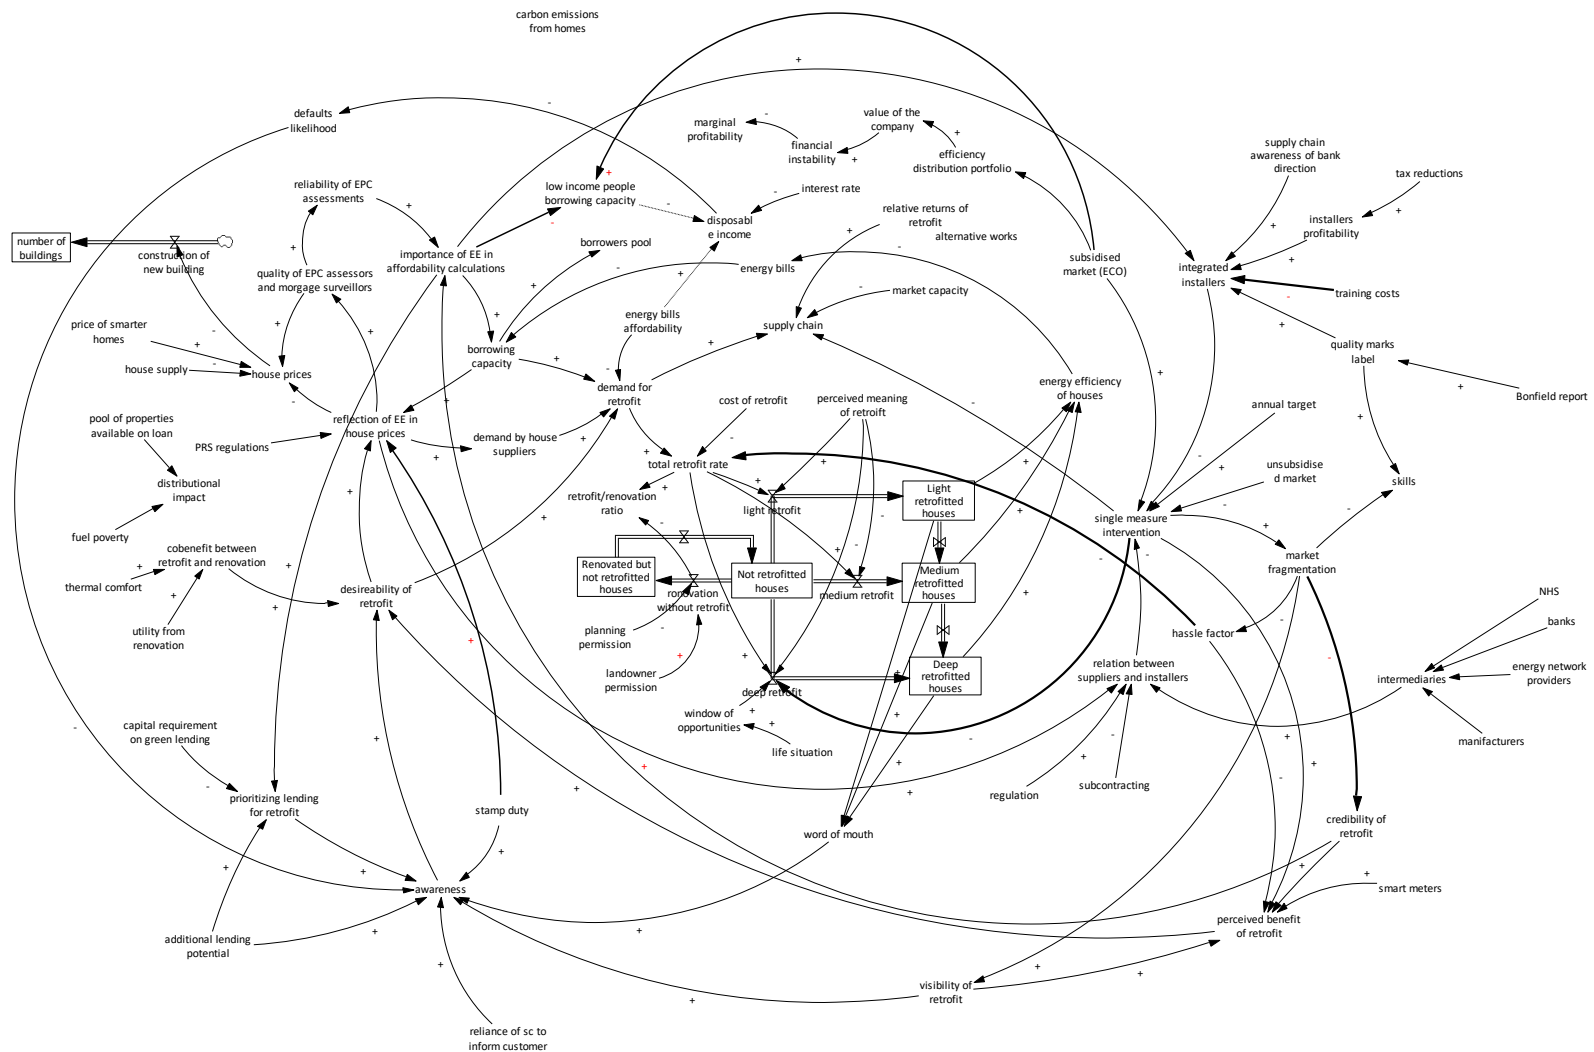 carbon emissions
from homes
defaults
likelihood
marginal
profitability
value of the
company
financial
instability
efficiency
distribution portfolio
supply chain
awareness of bank
direction
tax reductions
reliability of EPC
assessments
low income people
borrowing capacity
interest rate
disposabl
e income
relative returns of
retrofit
alternative works
installers
profitability
number of
buildings
construction of
new building
importance of EE in
affordability calculations
borrowers pool
energy bills
subsidised
market (ECO)
integrated
installers
quality of EPC assessors
and morgage surveillors
market capacity
training costs
price of smarter
homes
energy bills
affordability
supply chain
house supply
house prices
borrowing
capacity
quality marks
label
demand for
retrofit
energy efficiency
of houses
Bonfield report
cost of retrofit
perceived meaning
of retroift
annual target
pool of properties
available on loan
PRS regulations
reflection of EE in
house prices
demand by house
suppliers
total retrofit rate
unsubsidise
d market
distributional
impact
retrofit/renovation
ratio
light retrofit
Light
retrofitted
houses
skills
single measure
intervention
fuel poverty
cobenefit between
retrofit and renovation
market
fragmentation
thermal comfort
desireability of
retrofit
Renovated but
not retrofitted
houses
renovation
without retrofit
Not retrofitted
houses
medium retrofit
Medium
retrofitted
houses
utility from
renovation
planning
permission
hassle factor
NHS
banks
landowner
permission
deep retrofit
Deep
retrofitted
houses
relation between
suppliers and installers
intermediaries
energy network
providers
window of
opportunities
life situation
manifacturers
capital requirement
on green lending
regulation
subcontracting
prioritizing lending
for retrofit
stamp duty
word of mouth
credibility of
retrofit
awareness
smart meters
additional lending
potential
perceived benefit
of retrofit
visibility of
retrofit
reliance of sc to
inform customer